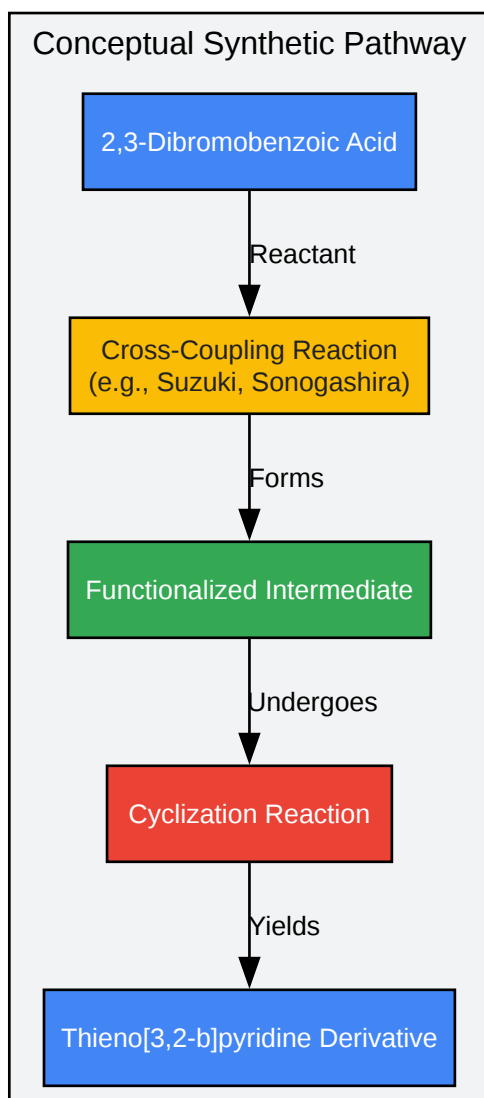 Conceptual Synthetic Pathway
2,3-Dibromobenzoic Acid
Reactant
Cross-Coupling Reaction
(e.g., Suzuki, Sonogashira)
Forms
Functionalized Intermediate
Undergoes
Cyclization Reaction
Yields
Thieno[3,2-b]pyridine Derivative